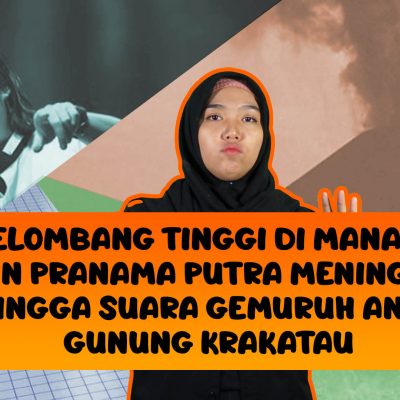 ELOMBANG TINGGI DI MANA
N PRANAMA PUTRA MENING
INGGA SUARA GEMURUH AN
GUNUNG KRAKATAU